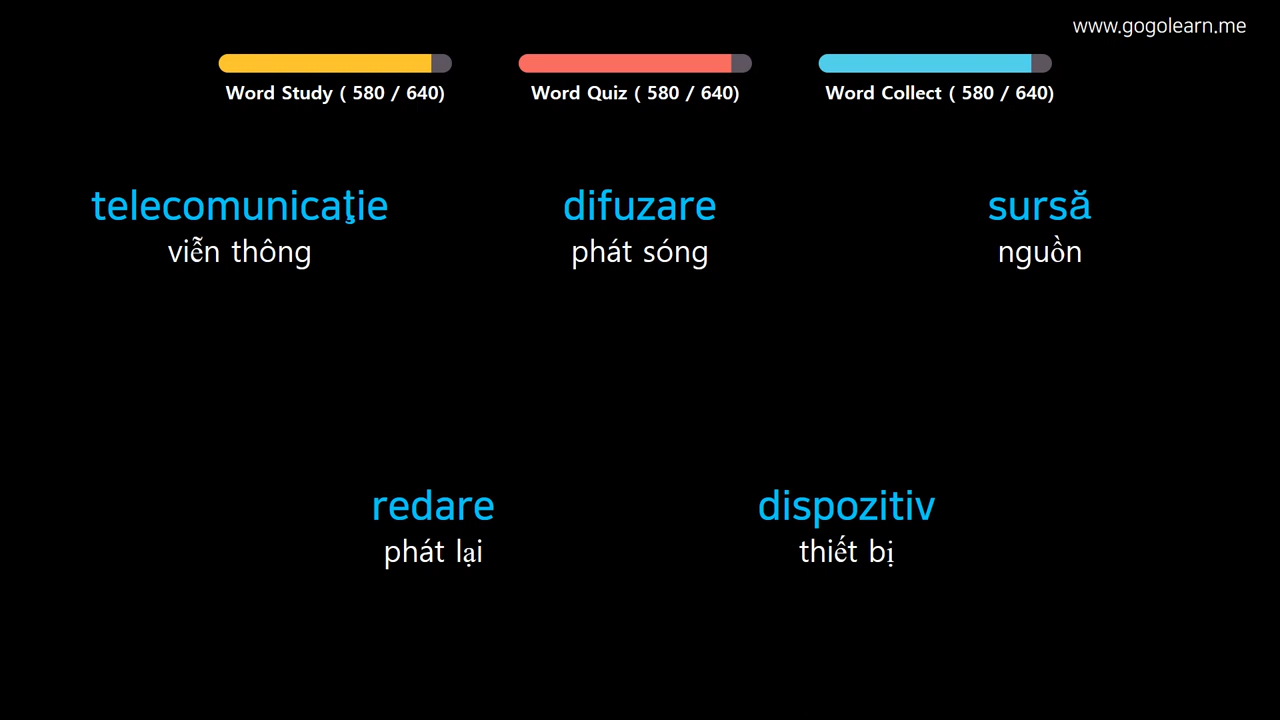 www.gogolearn.me
Word Study ( 580 / 640)
Word Quiz ( 580 / 640)
Word Collect ( 580 / 640)
telecomunicaţie
difuzare
sursă
viễn thông
phát sóng
nguồn
redare
dispozitiv
phát lại
thiết bị